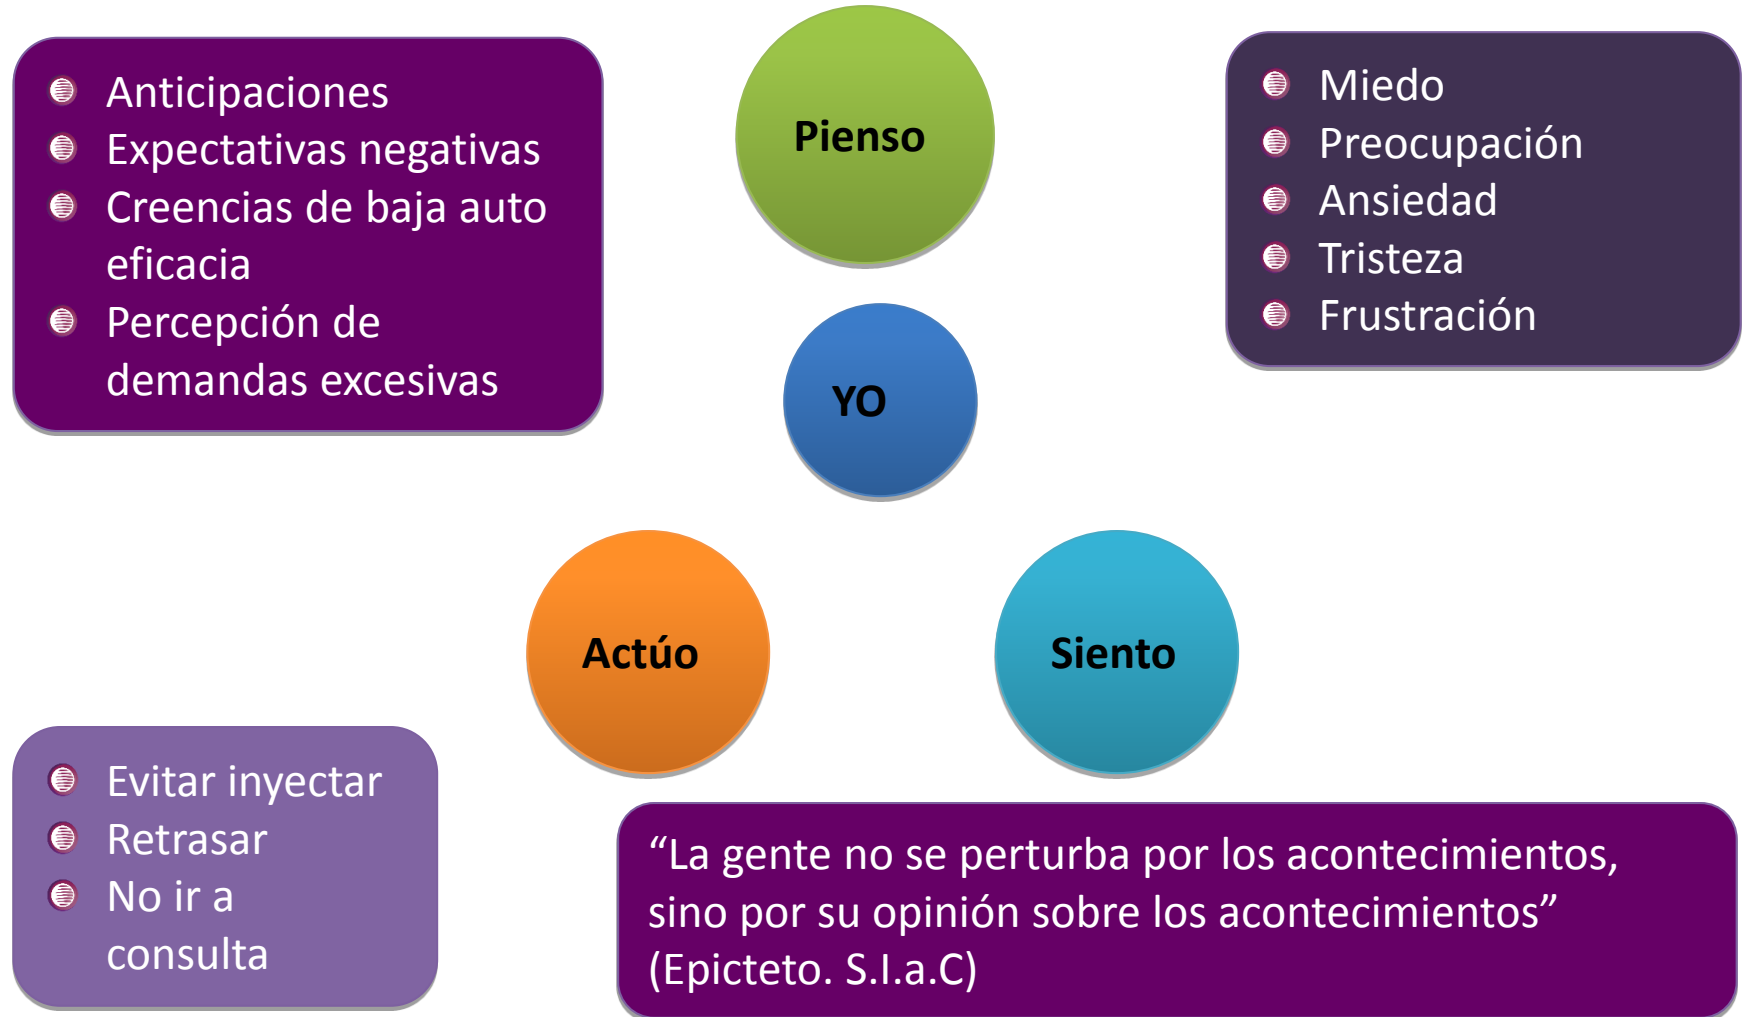 Anticipaciones
Expectativas negativas
Creencias de baja auto
eficacia
Percepción de
demandas excesivas
Pienso
Miedo
Preocupación
Ansiedad
Tristeza
Frustración
YO
Actúo
Siento
Evitar inyectar
Retrasar
No ir a
consulta
“La gente no se perturba por los acontecimientos,
sino por su opinión sobre los acontecimientos”
(Epicteto. S.I.a.C)